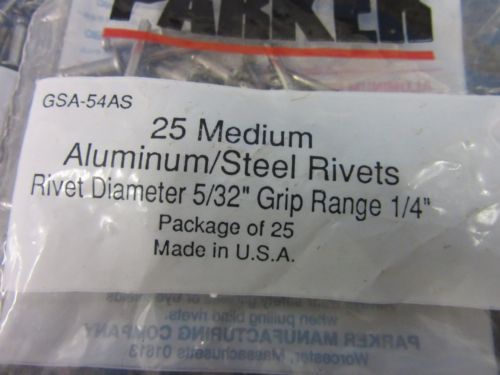 PARKER
GSA-54AS
25 Medium
Aluminum/Steel Rivets
Rivet Diameter 5/32" Grip Range 1/4"
Package of 25
Made in U.S.A.
when pulling blind rivets.
PARKER MANUFACTURING COMPANY
Worcester, Massachusetts 01613